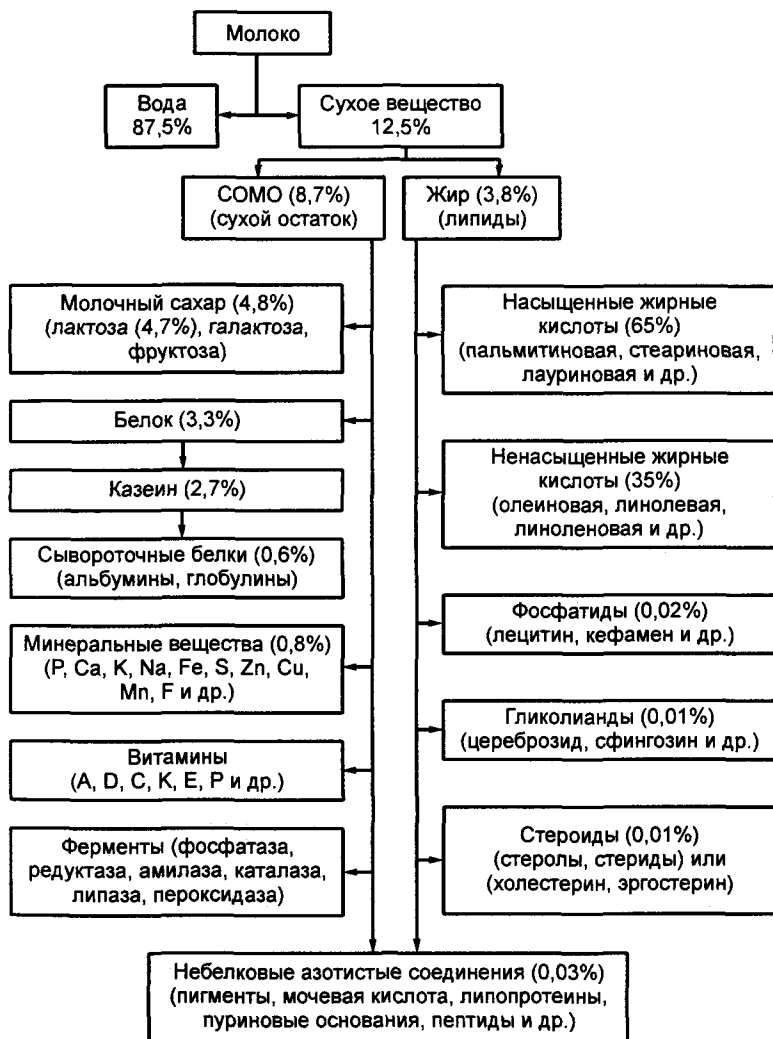 Молоко
Вода
87,5%
Сухое вещество
12,5%
СОМО (8,7%)
(сухой остаток)
Жир (3,8%)
(липиды)
Молочный сахар (4,8%)
(лактоза (4,7%), галактоза,
фруктоза)
Белок (3,3%)
Казеин (2,7%)
Сывороточные белки (0,6%)
(альбумины, глобулины)
Минеральные вещества (0,8%)
(P, Ca, K, Na, Fe, S, Zn, Cu,
Mn, F и др.)
Витамины
(A, D, C, K, E, P и др.)
Ферменты (фосфатаза,
редуктаза, амилаза, каталаза,
липаза, пероксидаза)
Насыщенные жирные
кислоты (65%)
(пальмитиновая, стеариновая,
лауриновая и др.)
Ненасыщенные жирные
кислоты (35%)
(олеиновая, линолевая,
линоленовая и др.)
Фосфатиды (0,02%)
(лецитин, кефамен и др.)
Гликолианды (0,01%)
(цереброзид, сфингозин и др.)
Стероиды (0,01%)
(стеролы, стериды) или
(холестерин, эргостерин)
Небелковые азотистые соединения (0,03%)
(пигменты, мочевая кислота, липопротеины,
пуриновые основания, пептиды и др.)